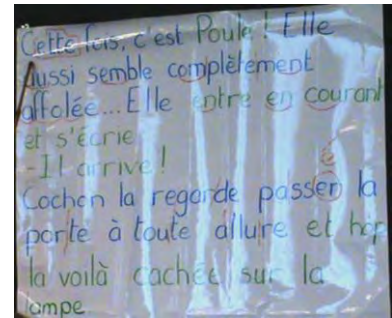 Cette fois, c'est Poule ! Elle
aussi semble complètement
affolée... Elle entre en courant
et s'écrie
- Il arrive !
é
Cochon la regarde passer la
porte à toute allure et hop
la voilà cachée sur la
lampe